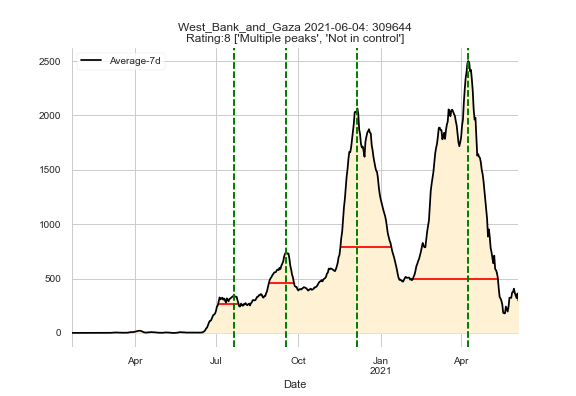 West_Bank_and_Gaza 2021-06-04: 309644
Rating:8 ['Multiple peaks', 'Not in control']
Average-7d
2500
2000
1500
1000
500
0
Apr
Jul
Oct
Jan
2021
Apr
Date